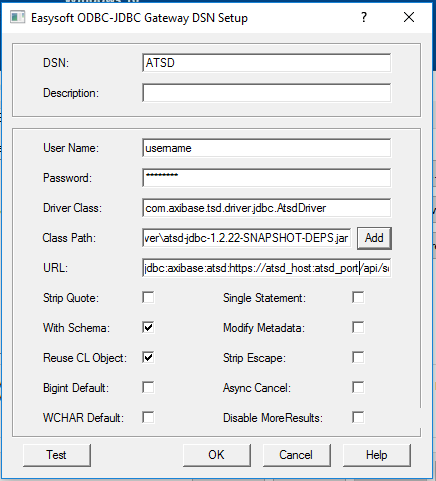 Easysoft ODBC-JDBC Gateway DSN Setup
DSN: ATSD
Description:
User Name: username
Password: ********
Driver Class: com.axibase.tsd.driver.jdbc.AtsdDriver
Class Path: ver\atsd-jdbc-1.2.22-SNAPSHOT-DEPS.jar Add
URL: jdbc:axibase:atsd:https://atsd_host:atsd_port/api/s
Strip Quote: Single Statement:
With Schema: Modify Metadata:
Reuse CL Object: Strip Escape:
Bigint Default: Async Cancel:
WCHAR Default: Disable MoreResults:
Test OK Cancel Help